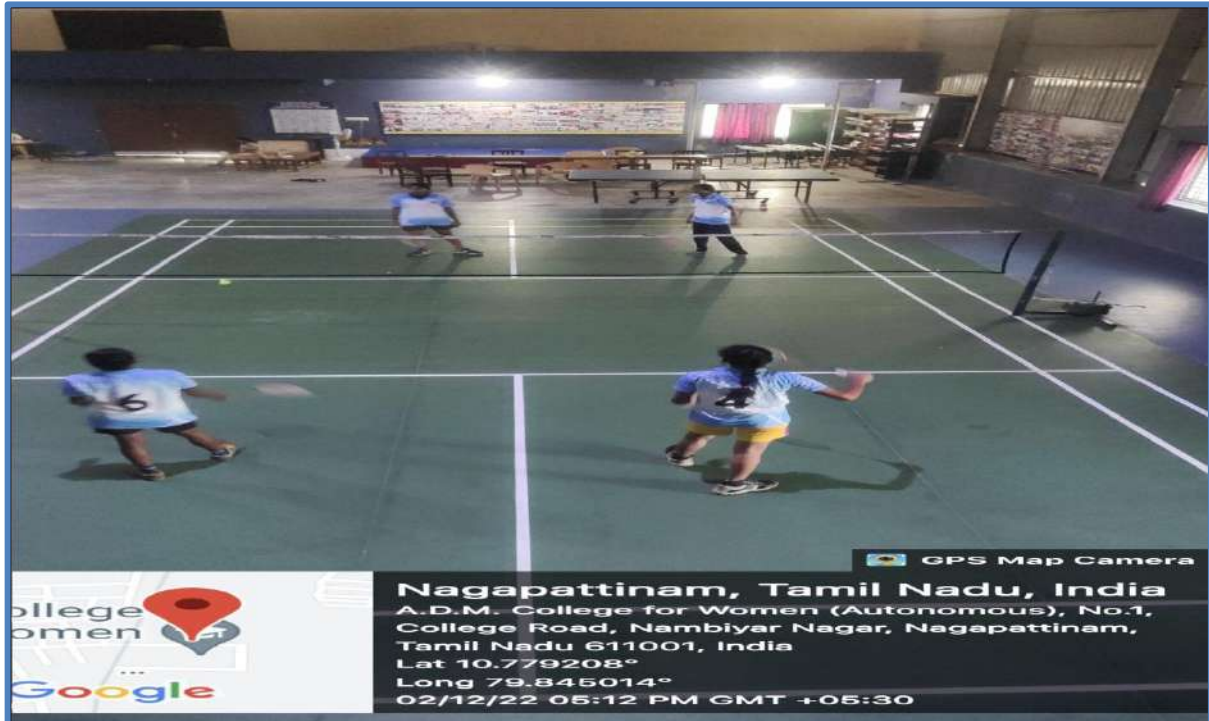 6
4
GPS Map Camera
Nagapattinam, Tamil Nadu, India
A.D.M. College for Women (Autonomous), No.1,
College Road, Nambiyar Nagar, Nagapattinam,
Tamil Nadu 611001, India
Lat 10.779208°
Long 79.845014°
02/12/22 05:12 PM GMT +05:30
ollege
omen
Google